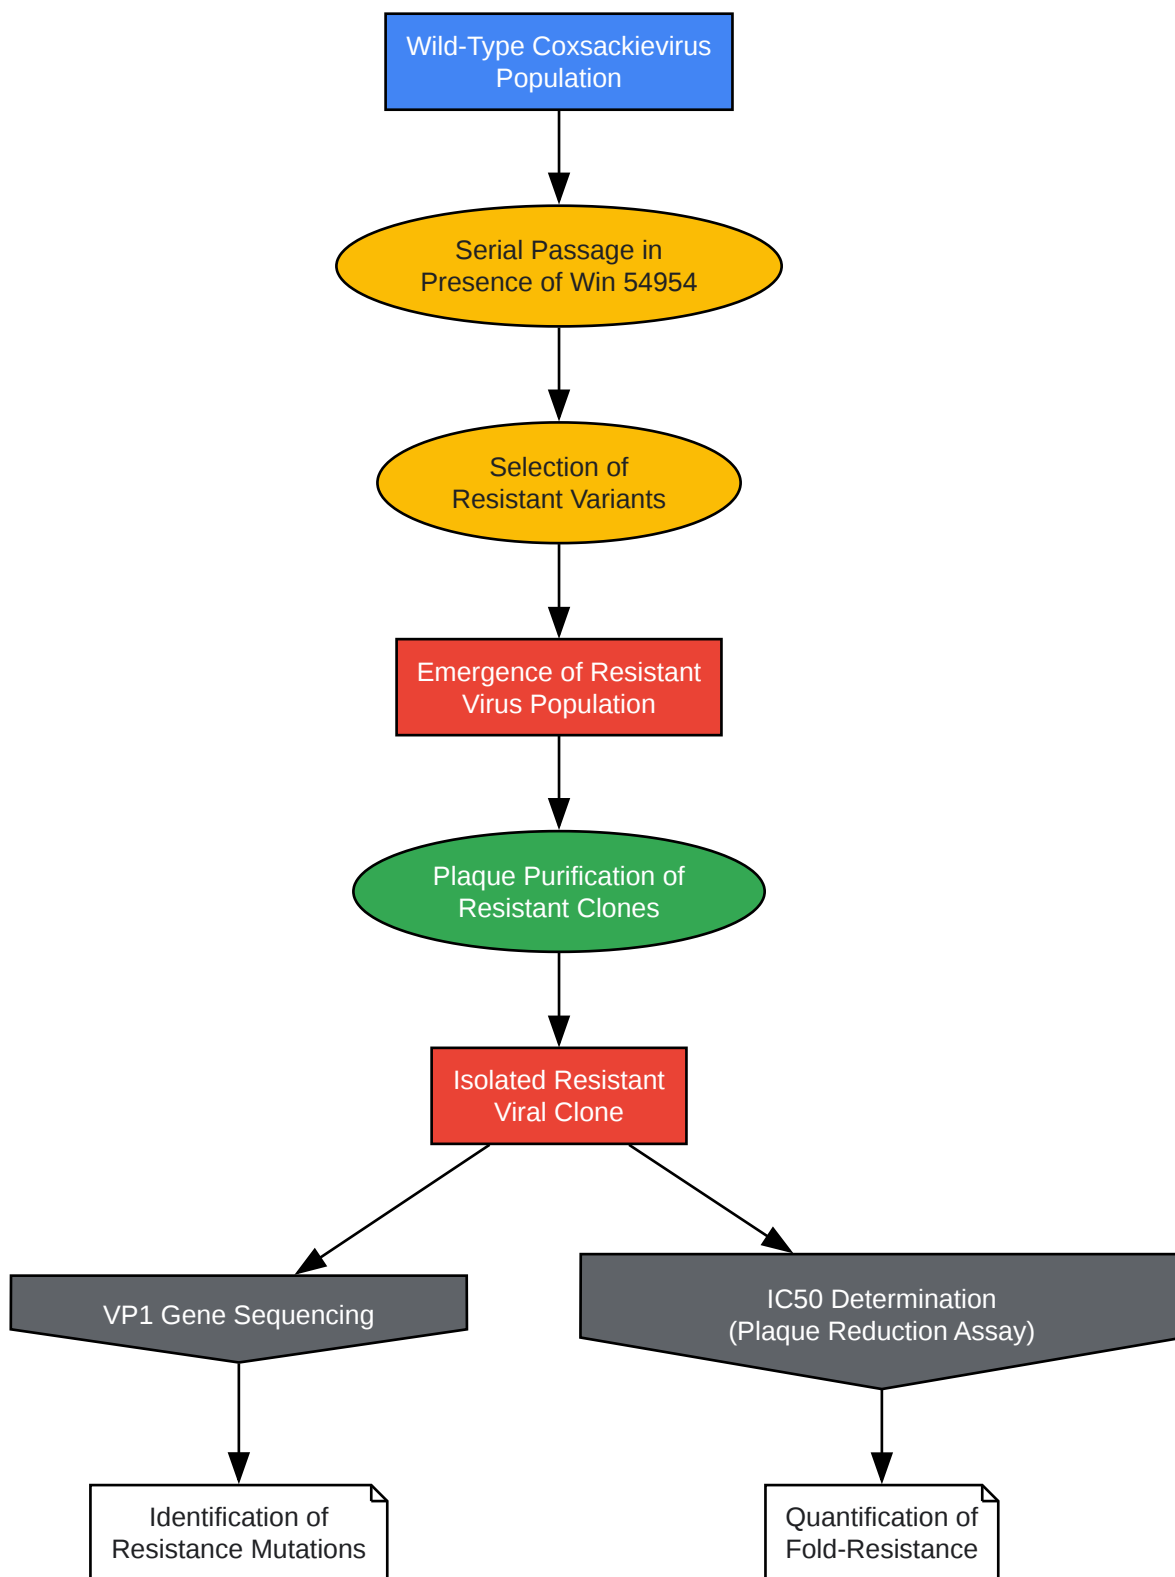 Wild-Type Coxsackievirus
Population
Serial Passage in
Presence of Win 54954
Selection of
Resistant Variants
Emergence of Resistant
Virus Population
Plaque Purification of
Resistant Clones
Isolated Resistant
Viral Clone
VP1 Gene Sequencing
IC50 Determination
(Plaque Reduction Assay)
Identification of
Resistance Mutations
Quantification of
Fold-Resistance